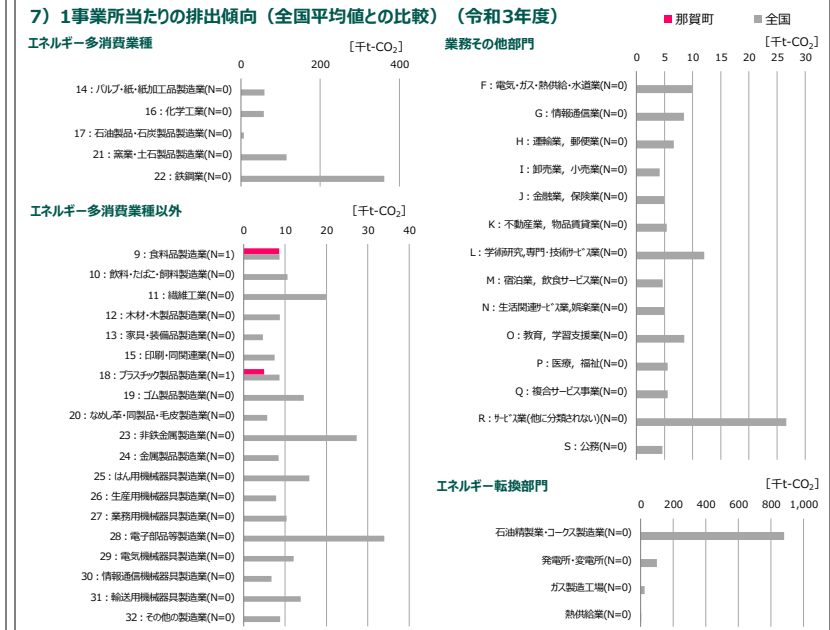 7）1事業所当たりの排出傾向（全国平均値との比較）（令和3年度）
那賀町
全国
エネルギー多消費業種
[千t-CO₂]
0 200 400
14：パルプ・紙・紙加工品製造業(N=0)
16：化学工業(N=0)
17：石油製品・石炭製品製造業(N=0)
21：窯業・土石製品製造業(N=0)
22：鉄鋼業(N=0)
エネルギー多消費業種以外
[千t-CO₂]
0 10 20 30 40
9：食料品製造業(N=1)
10：飲料・たばこ・飼料製造業(N=0)
11：繊維工業(N=0)
12：木材・木製品製造業(N=0)
13：家具・装備品製造業(N=0)
15：印刷・同関連業(N=0)
18：プラスチック製品製造業(N=1)
19：ゴム製品製造業(N=0)
20：なめし革・同製品・毛皮製造業(N=0)
23：非鉄金属製造業(N=0)
24：金属製品製造業(N=0)
25：はん用機械器具製造業(N=0)
26：生産用機械器具製造業(N=0)
27：業務用機械器具製造業(N=0)
28：電子部品等製造業(N=0)
29：電気機械器具製造業(N=0)
30：情報通信機械器具製造業(N=0)
31：輸送用機械器具製造業(N=0)
32：その他の製造業(N=0)
業務その他部門
[千t-CO₂]
0 5 10 15 20 25 30
F：電気・ガス・熱供給・水道業(N=0)
G：情報通信業(N=0)
H：運輸業，郵便業(N=0)
I：卸売業，小売業(N=0)
J：金融業，保険業(N=0)
K：不動産業，物品賃貸業(N=0)
L：学術研究,専門・技術サービス業(N=0)
M：宿泊業，飲食サービス業(N=0)
N：生活関連サービス業,娯楽業(N=0)
O：教育，学習支援業(N=0)
P：医療，福祉(N=0)
Q：複合サービス事業(N=0)
R：サービス業(他に分類されない)(N=0)
S：公務(N=0)
エネルギー転換部門
[千t-CO₂]
0 200 400 600 800 1,000
石油精製業・コークス製造業(N=0)
発電所・変電所(N=0)
ガス製造工場(N=0)
熱供給業(N=0)